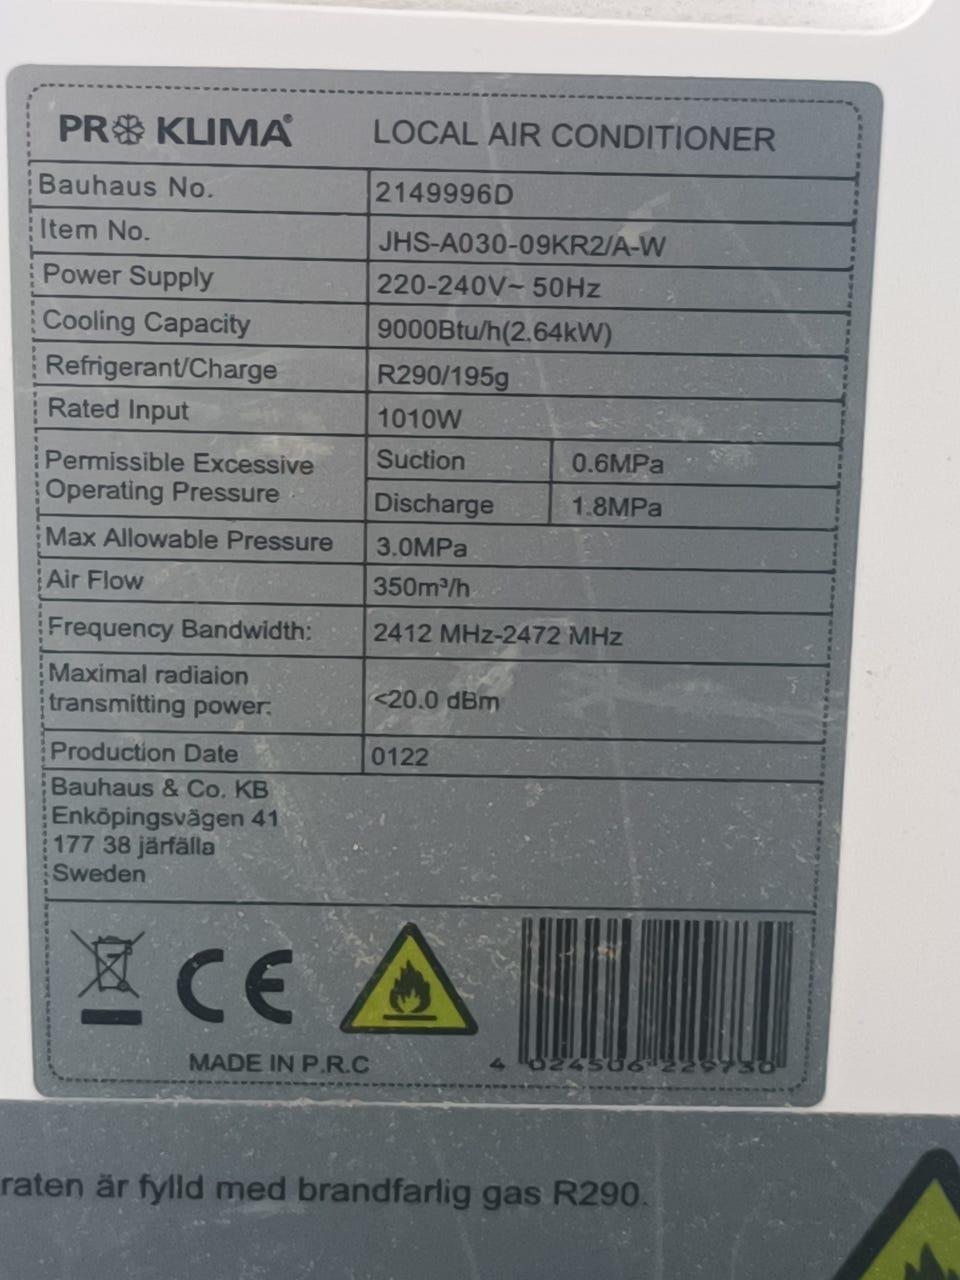 PRO KLIMA® LOCAL AIR CONDITIONER
Bauhaus No. 2149996D
Item No. JHS-A030-09KR2/A-W
Power Supply 220-240V~ 50Hz
Cooling Capacity 9000Btu/h(2.64kW)
Refrigerant/Charge R290/195g
Rated Input 1010W
Permissible Excessive Operating Pressure Suction 0.6MPa
Discharge 1.8MPa
Max Allowable Pressure 3.0MPa
Air Flow 350m³/h
Frequency Bandwidth: 2412 MHz-2472 MHz
Maximal radiaion
transmitting power: <20.0 dBm
Production Date 0122
Bauhaus & Co. KB
Enköpingsvägen 41
177 38 järfälla
Sweden
CE
MADE IN P.R.C 4 024506 229730
raten är fylld med brandfarlig gas R290.